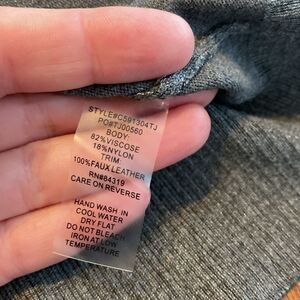 STYLE#C591304TJ
PO#TJ00560
BODY:
82%VISCOSE
18%NYLON
TRIM:
100%FAUX LEATHER
RN#84319
CARE ON REVERSE
HAND WASH IN
COOL WATER
DRY FLAT
DO NOT BLEACH
IRON AT LOW
TEMPERATURE